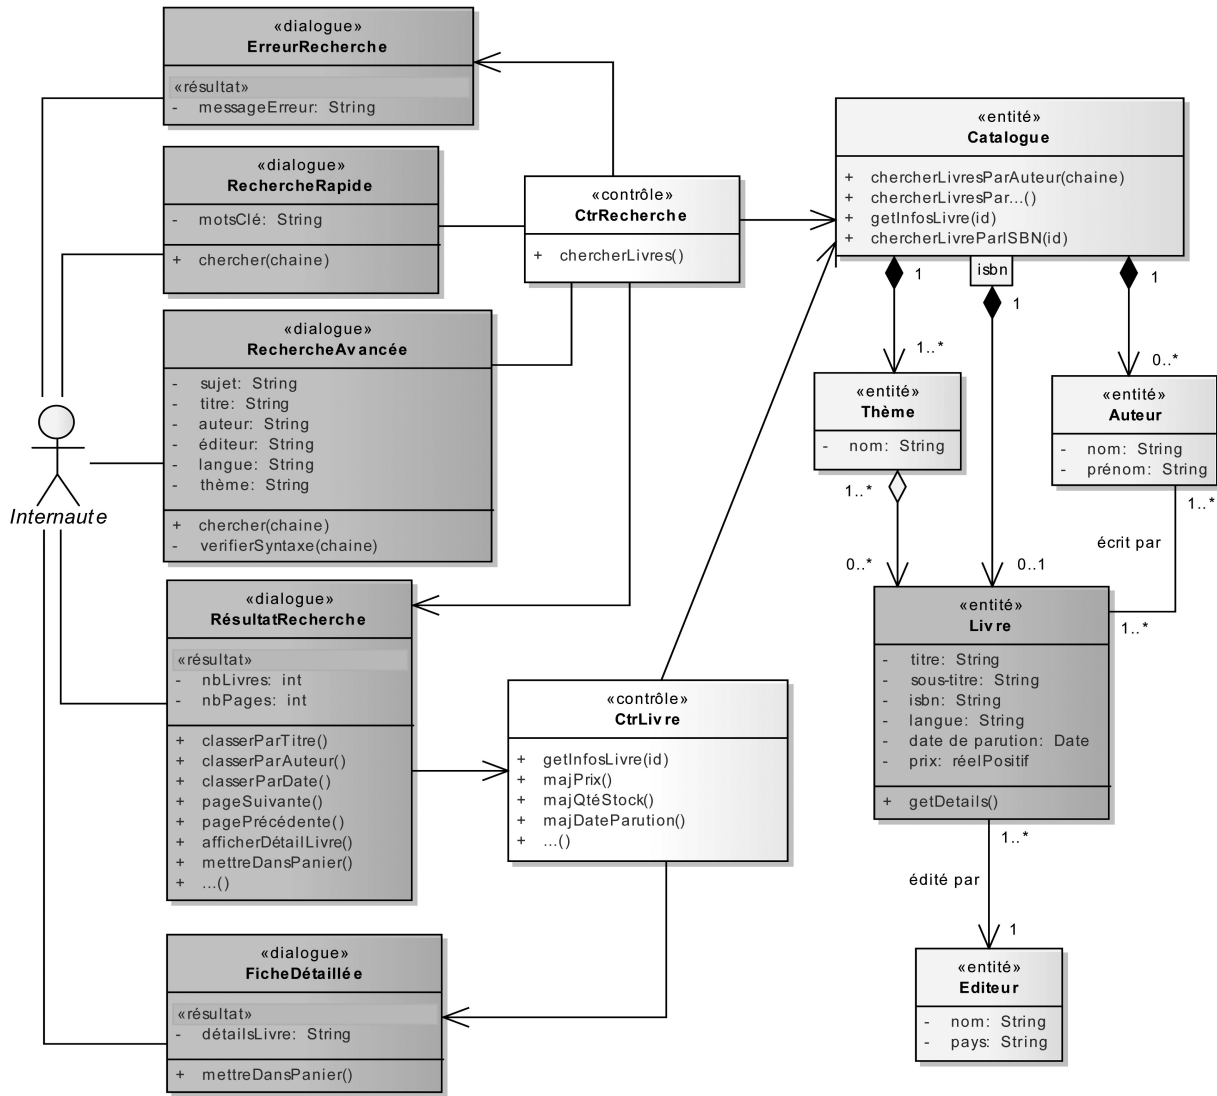 «dialogue»
ErreurRecherche
«résultat»
- messageErreur: String
«dialogue»
RechercheRapide
- motsClé: String
+ chercher(chaine)
«dialogue»
RechercheAvancée
- sujet: String
- titre: String
- auteur: String
- éditeur: String
- langue: String
- thème: String
+ chercher(chaine)
- verifierSyntaxe(chaine)
Internaute
«dialogue»
RésultatRecherche
«résultat»
- nbLivres: int
- nbPages: int
+ classerParTitre()
+ classerParAuteur()
+ classerParDate()
+ pageSuivante()
+ pagePrécédente()
+ afficherDétailLivre()
+ mettreDansPanier()
+ ...()
«dialogue»
FicheDétaillée
«résultat»
- détailsLivre: String
+ mettreDansPanier()
«contrôle»
CtrRecherche
+ chercherLivres()
«contrôle»
CtrLivre
+ getInfosLivre(id)
+ majPrix()
+ majQtéStock()
+ majDateParution()
+ ...()
«entité»
Catalogue
+ chercherLivresParAuteur(chaine)
+ chercherLivresPar...()
+ getInfosLivre(id)
+ chercherLivreParISBN(id)
1
isbn
1
1
1..*
0..*
«entité»
Thème
- nom: String
«entité»
Auteur
- nom: String
- prénom: String
1..*
1..*
écrit par
0..*
0..1
1..*
«entité»
Livre
- titre: String
- sous-titre: String
- isbn: String
- langue: String
- date de parution: Date
- prix: réelPositif
+ getDetails()
1..*
édité par
1
«entité»
Editeur
- nom: String
- pays: String